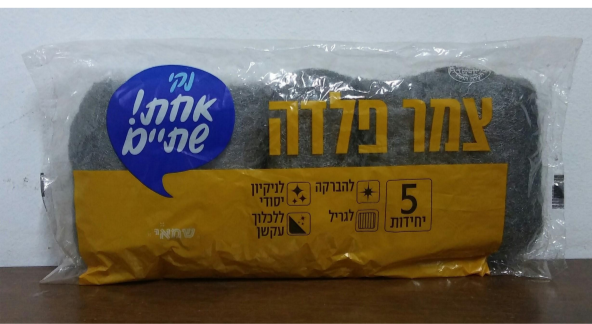 נקי
אחת!
שתיים
צמר פלדה
5
יחידות
להברקה
לגריל
לניקיון
יסודי
ללכלוך
עקשן